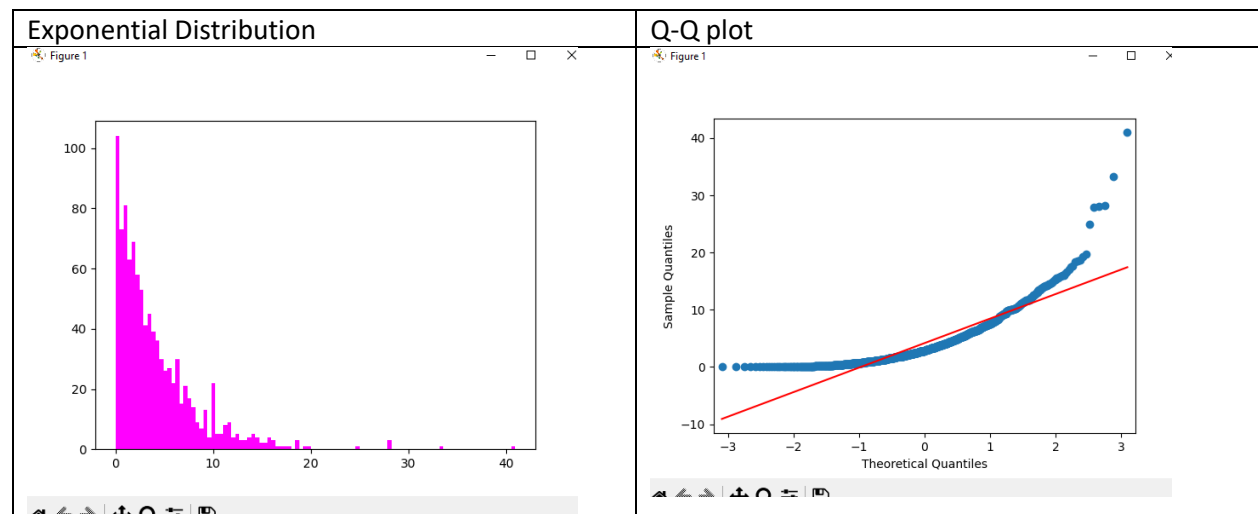 Exponential Distribution
Q-Q plot
Figure 1
100
80
60
40
20
0
0 10 20 30 40
Figure 1
40
30
20
10
0
−10
Sample Quantiles
−3 −2 −1 0 1 2 3
Theoretical Quantiles